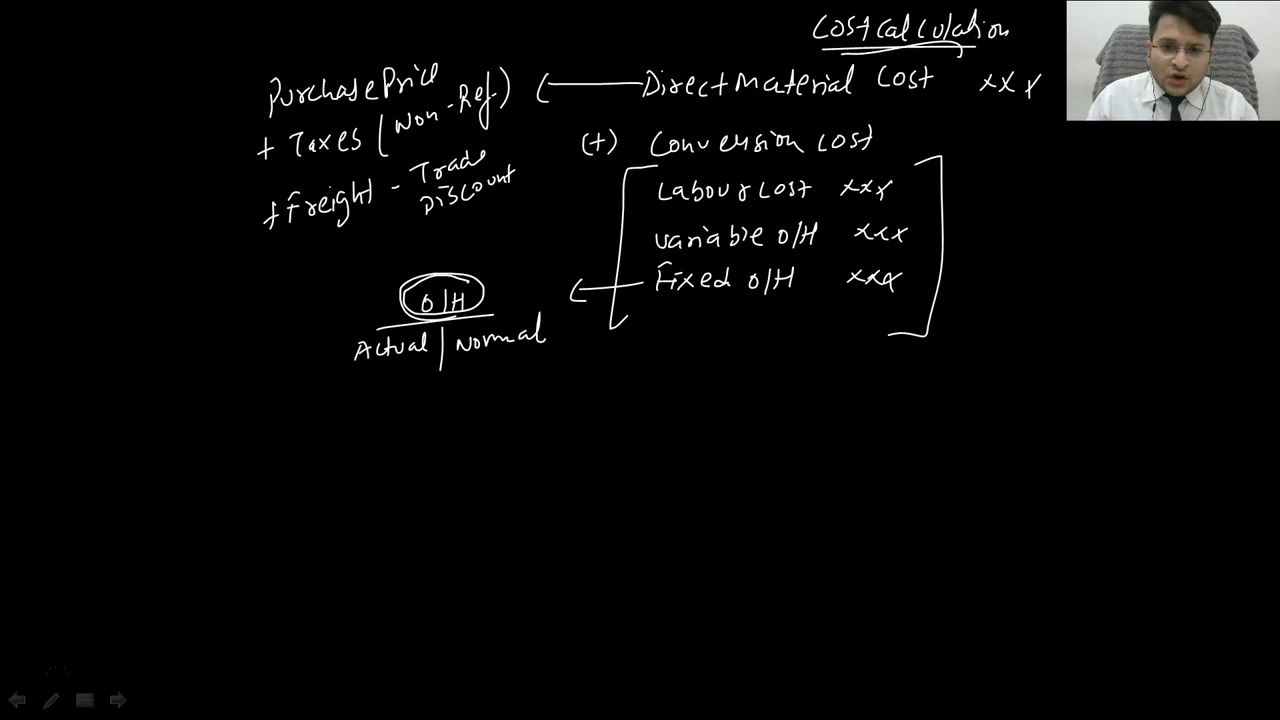 Cost calculation
Purchase Price
+ Taxes (Non-Ref.)
+ Freight - Trade
Discount
Direct Material Cost xxx
(+) Conversion Cost
Labour Cost xxx
Variable O/H xxx
Fixed O/H xxx
O/H
Actual | Normal